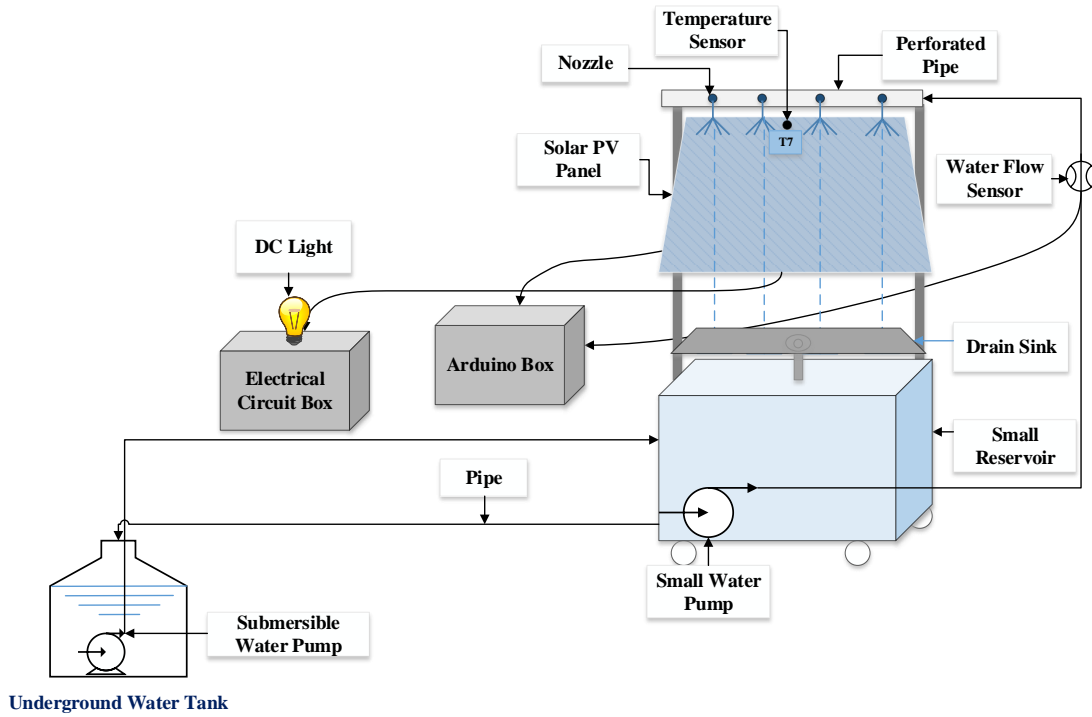 Temperature
Sensor
Perforated
Pipe
Nozzle
T7
Solar PV
Panel
Water Flow
Sensor
DC Light
Drain Sink
Arduino Box
Electrical
Circuit Box
Small
Reservoir
Pipe
Small Water
Pump
Submersible
Water Pump
Underground Water Tank